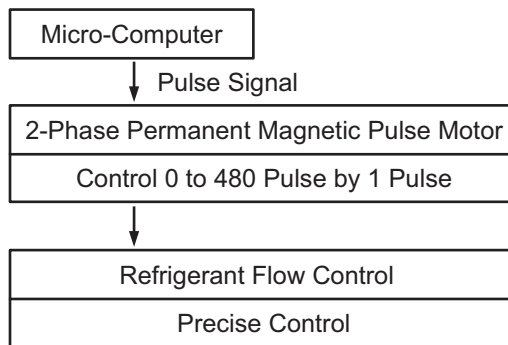 Micro-Computer
Pulse Signal
2-Phase Permanent Magnetic Pulse Motor
Control 0 to 480 Pulse by 1 Pulse
Refrigerant Flow Control
Precise Control